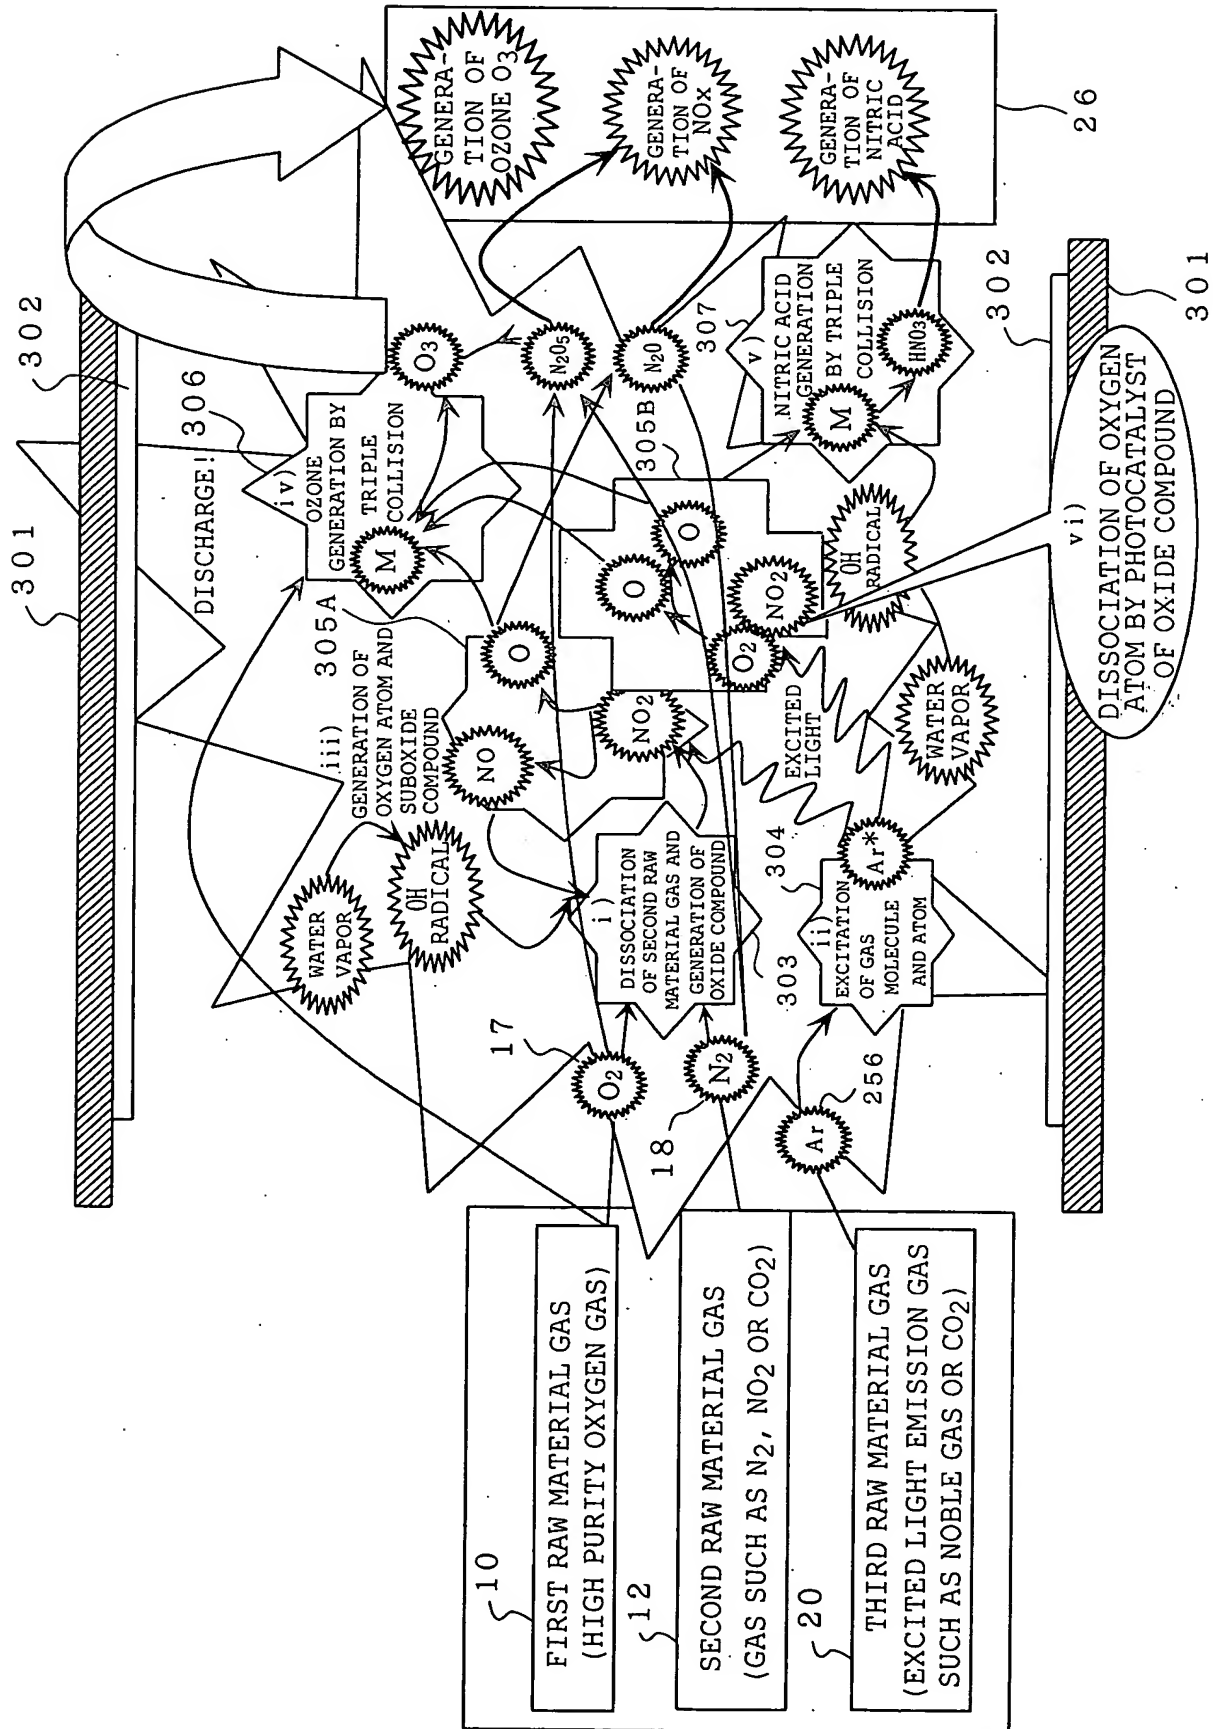 10
FIRST RAW MATERIAL GAS
(HIGH PURITY OXYGEN GAS)
12
SECOND RAW MATERIAL GAS
(GAS SUCH AS N2, NO2 OR CO2)
20
THIRD RAW MATERIAL GAS
(EXCITED LIGHT EMISSION GAS
SUCH AS NOBLE GAS OR CO2)
301
302
DISCHARGE!
17
O2
18
N2
Ar
256
WATER
VAPOR
OH
RADICAL
i)
DISSOCIATION
OF SECOND RAW
MATERIAL GAS AND
GENERATION OF
OXIDE COMPOUND
303
ii)
EXCITATION
OF GAS
MOLECULE
AND ATOM
304
Ar*
EXCITED
LIGHT
iii)
GENERATION OF
OXYGEN ATOM AND
SUBOXIDE
COMPOUND
305A
NO
O
NO2
305B
O
O
O2
NO2
WATER
VAPOR
OH
RADICAL
306
iv)
OZONE
GENERATION BY
TRIPLE
COLLISION
M
O3
N2O5
N2O
307
v)
NITRIC ACID
GENERATION
BY TRIPLE
COLLISION
M
HNO3
302
301
vi)
DISSOCIATION OF OXYGEN
ATOM BY PHOTOCATALYST
OF OXIDE COMPOUND
GENERA-
TION OF
OZONE O3
GENERA-
TION OF
NOx
GENERA-
TION OF
NITRIC
ACID
26